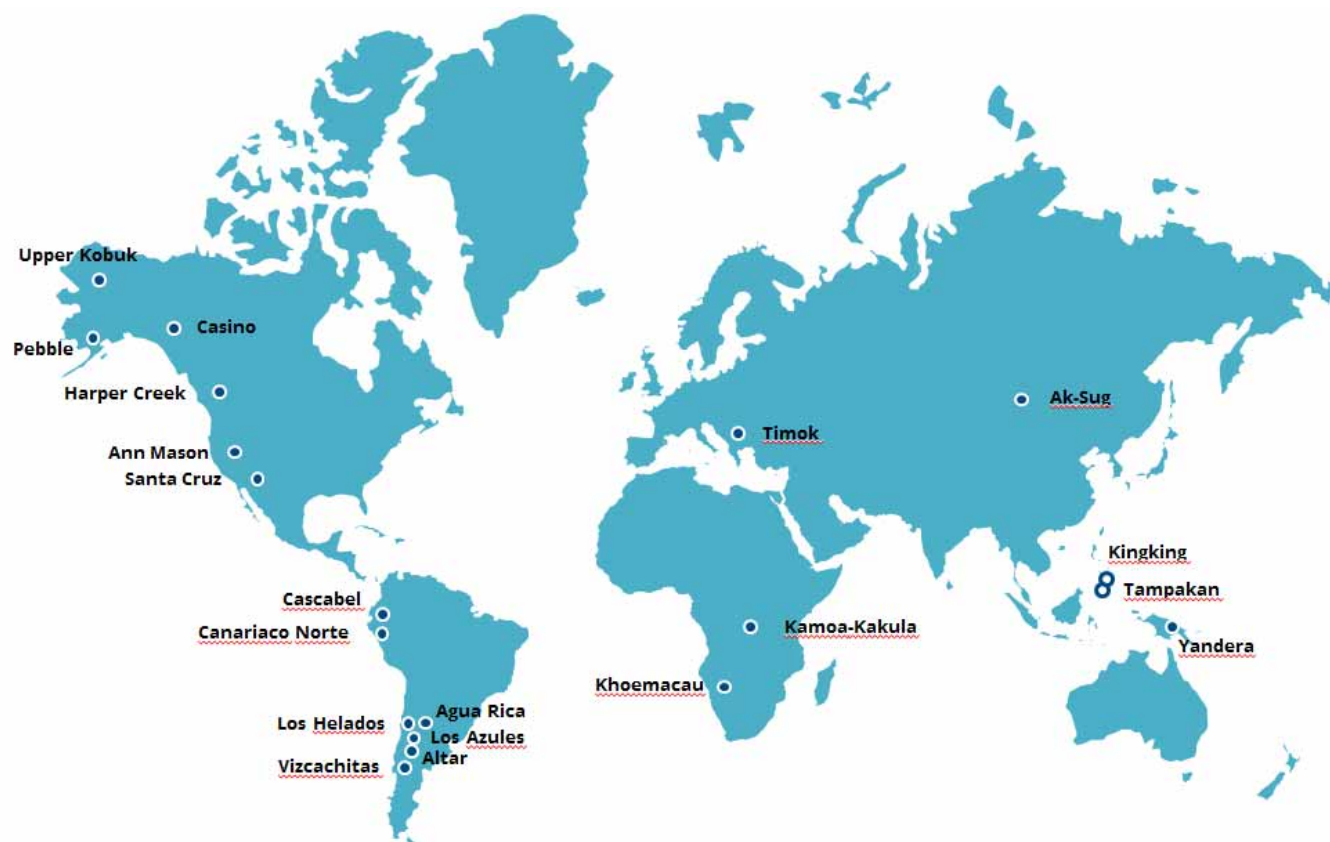 Upper Kobuk
Casino
Pebble
Harper Creek
Ak-Sug
Timok
Ann Mason
Santa Cruz
Kingking
Tampakan
Cascabel
Canariaco Norte
Kamoa-Kakula
Yandera
Khoemacau
Agua Rica
Los Helados
Los Azules
Altar
Vizcachitas